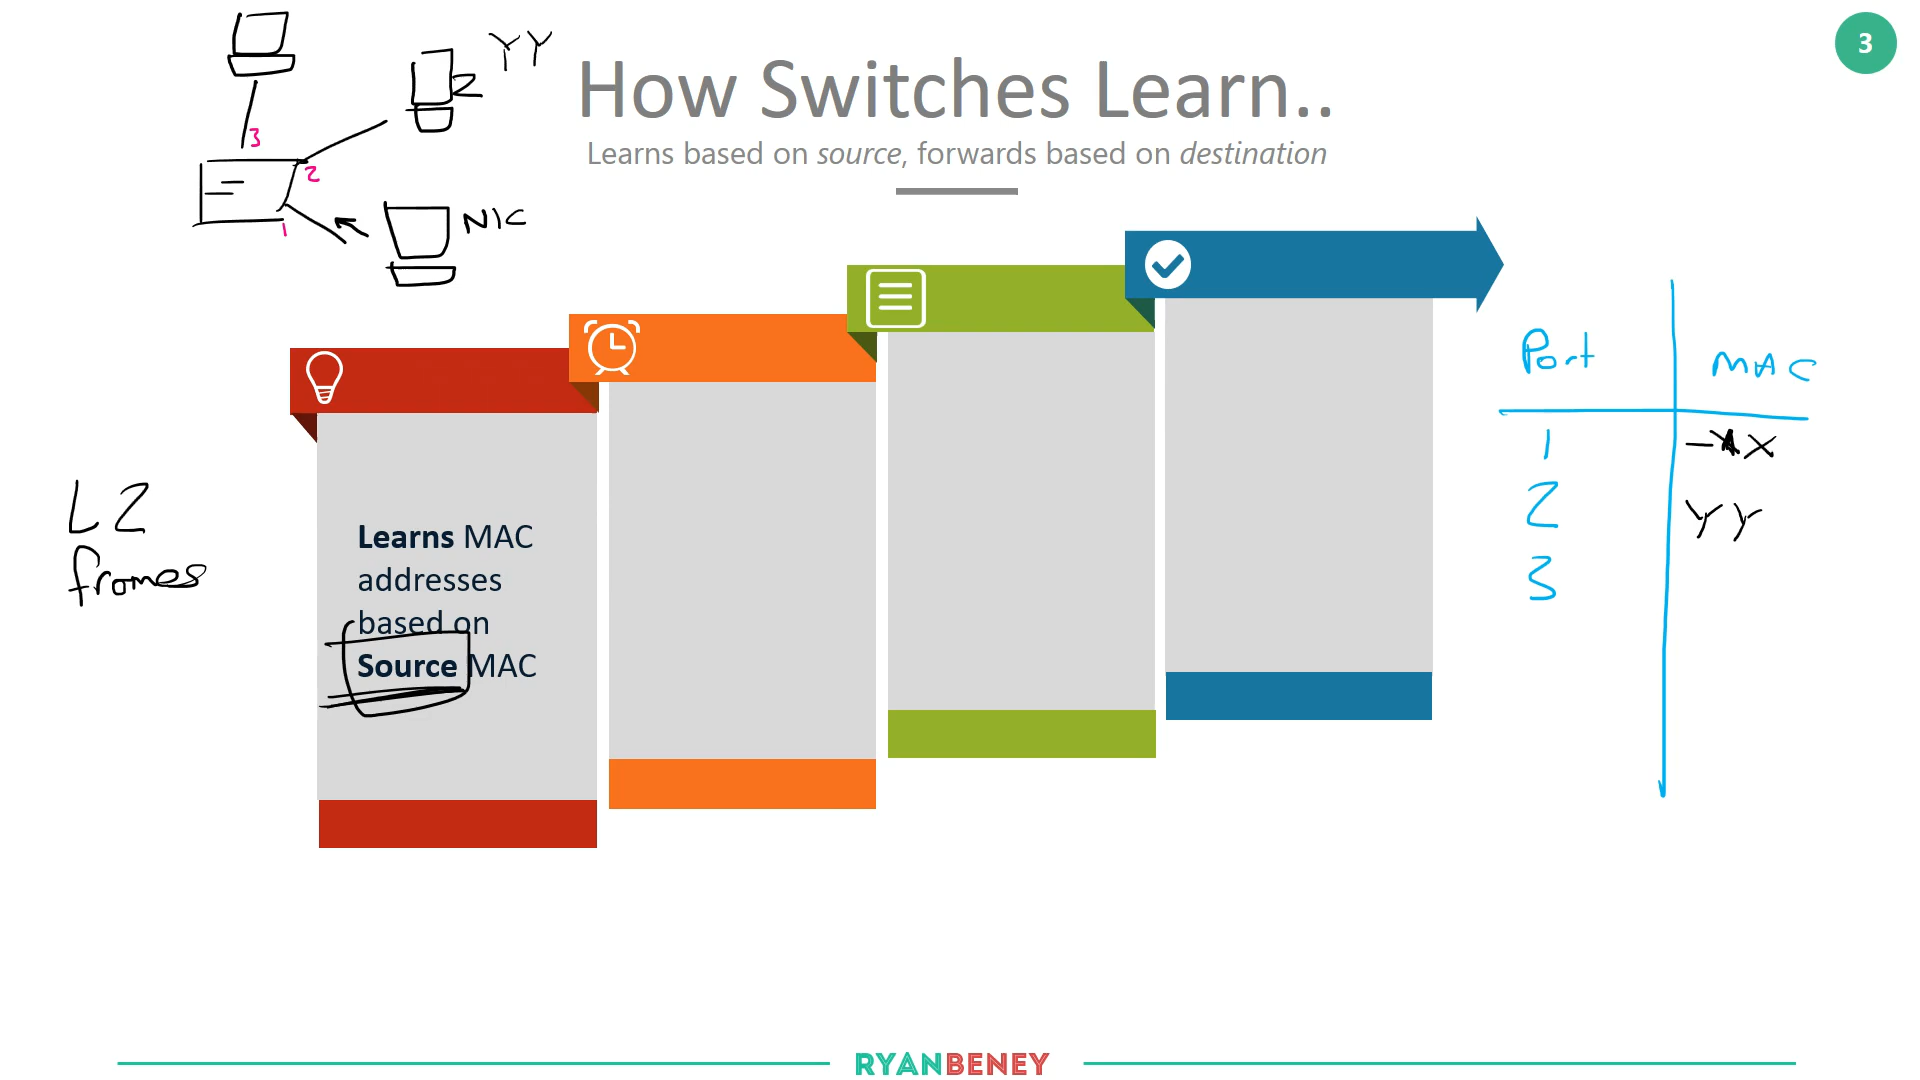 3
YY
2
How Switches Learn..
Learns based on source, forwards based on destination
3
2
1
NIC
Port
MAC
1
2
YY
3
L2
frames
Learns MAC
addresses
based on
Source MAC
RYANBENEY